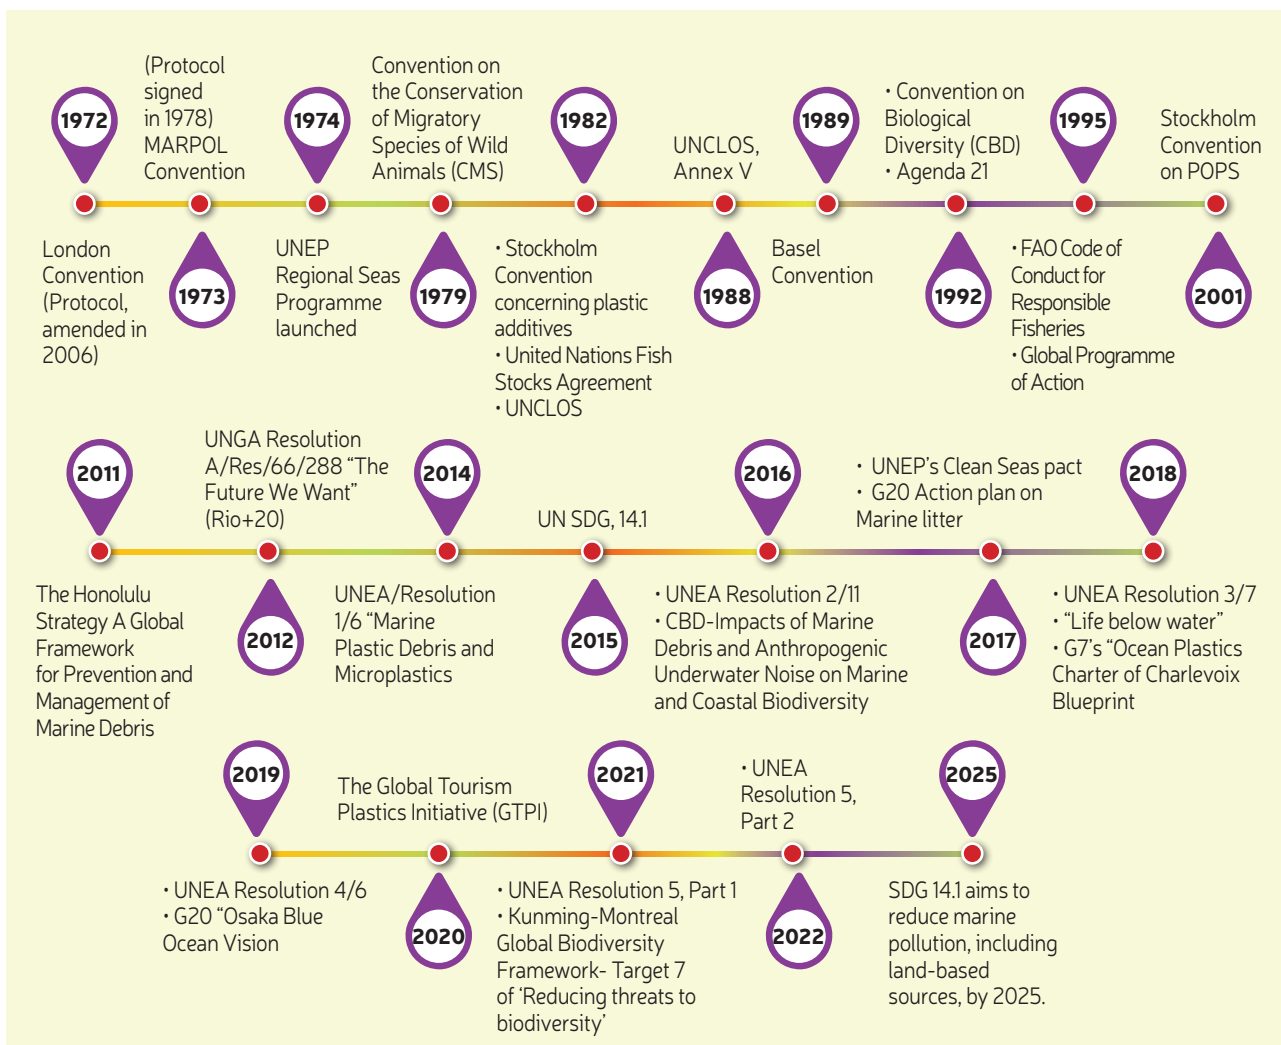 1972
London
Convention
(Protocol,
amended in
2006)
(Protocol
signed
in 1978)
MARPOL
Convention
1973
1974
UNEP
Regional Seas
Programme
launched
Convention on
the Conservation
of Migratory
Species of Wild
Animals (CMS)
1979
1982
• Stockholm
Convention
concerning plastic
additives
• United Nations Fish
Stocks Agreement
• UNCLOS
UNCLOS,
Annex V
1988
1989
Basel
Convention
• Convention on
Biological
Diversity (CBD)
• Agenda 21
1992
1995
• FAO Code of
Conduct for
Responsible
Fisheries
• Global Programme
of Action
Stockholm
Convention
on POPS
2001
2011
The Honolulu
Strategy A Global
Framework
for Prevention and
Management of
Marine Debris
UNGA Resolution
A/Res/66/288 “The
Future We Want”
(Rio+20)
2012
2014
UNEA/Resolution
1/6 “Marine
Plastic Debris and
Microplastics
UN SDG, 14.1
2015
2016
• UNEA Resolution 2/11
• CBD-Impacts of Marine
Debris and Anthropogenic
Underwater Noise on Marine
and Coastal Biodiversity
• UNEP’s Clean Seas pact
• G20 Action plan on
Marine litter
2017
2018
• UNEA Resolution 3/7
• “Life below water”
• G7’s “Ocean Plastics
Charter of Charlevoix
Blueprint
2019
• UNEA Resolution 4/6
• G20 “Osaka Blue
Ocean Vision
The Global Tourism
Plastics Initiative (GTPI)
2020
2021
• UNEA Resolution 5, Part 1
• Kunming-Montreal
Global Biodiversity
Framework- Target 7
of ‘Reducing threats to
biodiversity’
• UNEA
Resolution 5,
Part 2
2022
2025
SDG 14.1 aims to
reduce marine
pollution, including
land-based
sources, by 2025.